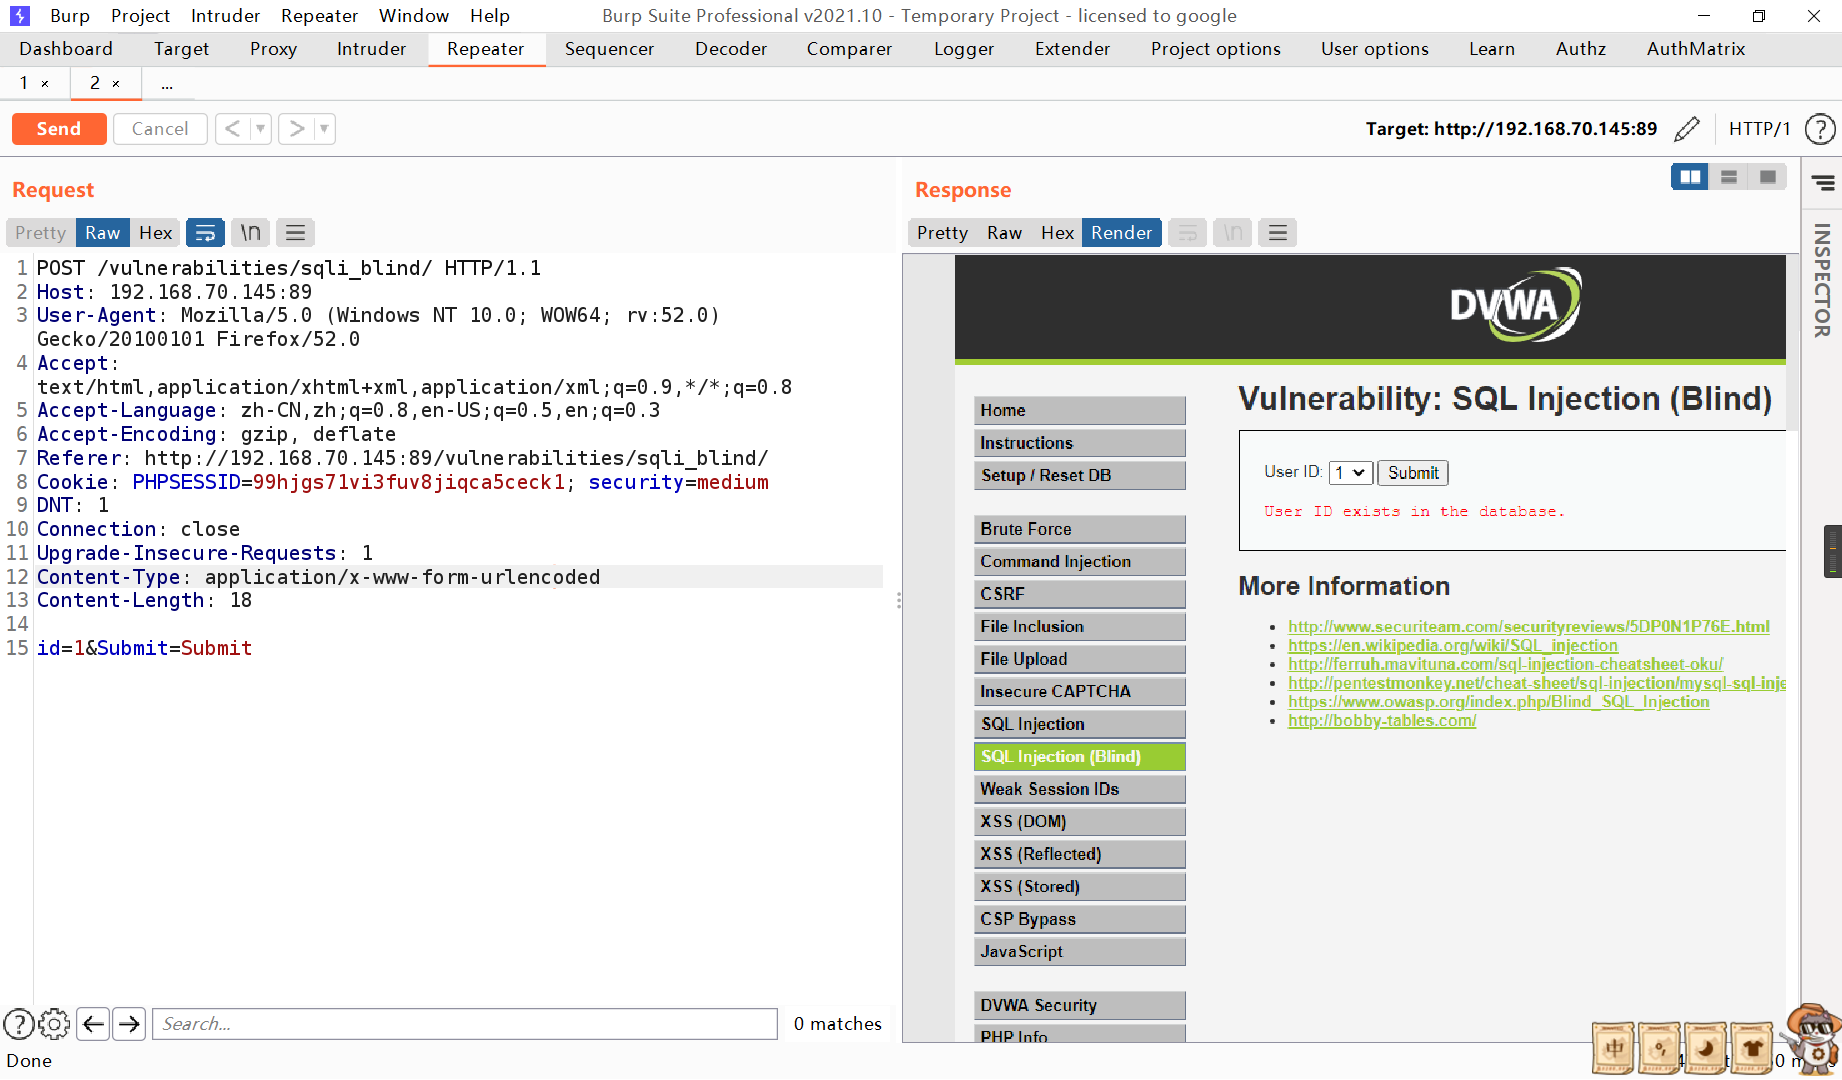 Burp Project Intruder Repeater Window Help Burp Suite Professional v2021.10 - Temporary Project - licensed to google
Dashboard Target Proxy Intruder Repeater Sequencer Decoder Comparer Logger Extender Project options User options Learn Authz AuthMatrix
1 × 2 × ...
Send Cancel < > Target: http://192.168.70.145:89 HTTP/1 ?
Request
Pretty Raw Hex \n
1 POST /vulnerabilities/sqli_blind/ HTTP/1.1
2 Host: 192.168.70.145:89
3 User-Agent: Mozilla/5.0 (Windows NT 10.0; WOW64; rv:52.0)
Gecko/20100101 Firefox/52.0
4 Accept:
text/html,application/xhtml+xml,application/xml;q=0.9,*/*;q=0.8
5 Accept-Language: zh-CN,zh;q=0.8,en-US;q=0.5,en;q=0.3
6 Accept-Encoding: gzip, deflate
7 Referer: http://192.168.70.145:89/vulnerabilities/sqli_blind/
8 Cookie: PHPSESSID=99hjgs71vi3fuv8jiqca5ceck1; security=medium
9 DNT: 1
10 Connection: close
11 Upgrade-Insecure-Requests: 1
12 Content-Type: application/x-www-form-urlencoded
13 Content-Length: 18
14
15 id=1&Submit=Submit
? Search... 0 matches
Done
Response
Pretty Raw Hex Render \n
INSPECTOR
DVWA
Home
Instructions
Setup / Reset DB
Brute Force
Command Injection
CSRF
File Inclusion
File Upload
Insecure CAPTCHA
SQL Injection
SQL Injection (Blind)
Weak Session IDs
XSS (DOM)
XSS (Reflected)
XSS (Stored)
CSP Bypass
JavaScript
DVWA Security
PHP Info
Vulnerability: SQL Injection (Blind)
User ID: 1 Submit
User ID exists in the database.
More Information
http://www.securiteam.com/securityreviews/5DP0N1P76E.html
https://en.wikipedia.org/wiki/SQL_injection
http://ferruh.mavituna.com/sql-injection-cheatsheet-oku/
http://pentestmonkey.net/cheat-sheet/sql-injection/mysql-sql-inje
https://www.owasp.org/index.php/Blind_SQL_Injection
http://bobby-tables.com/
中